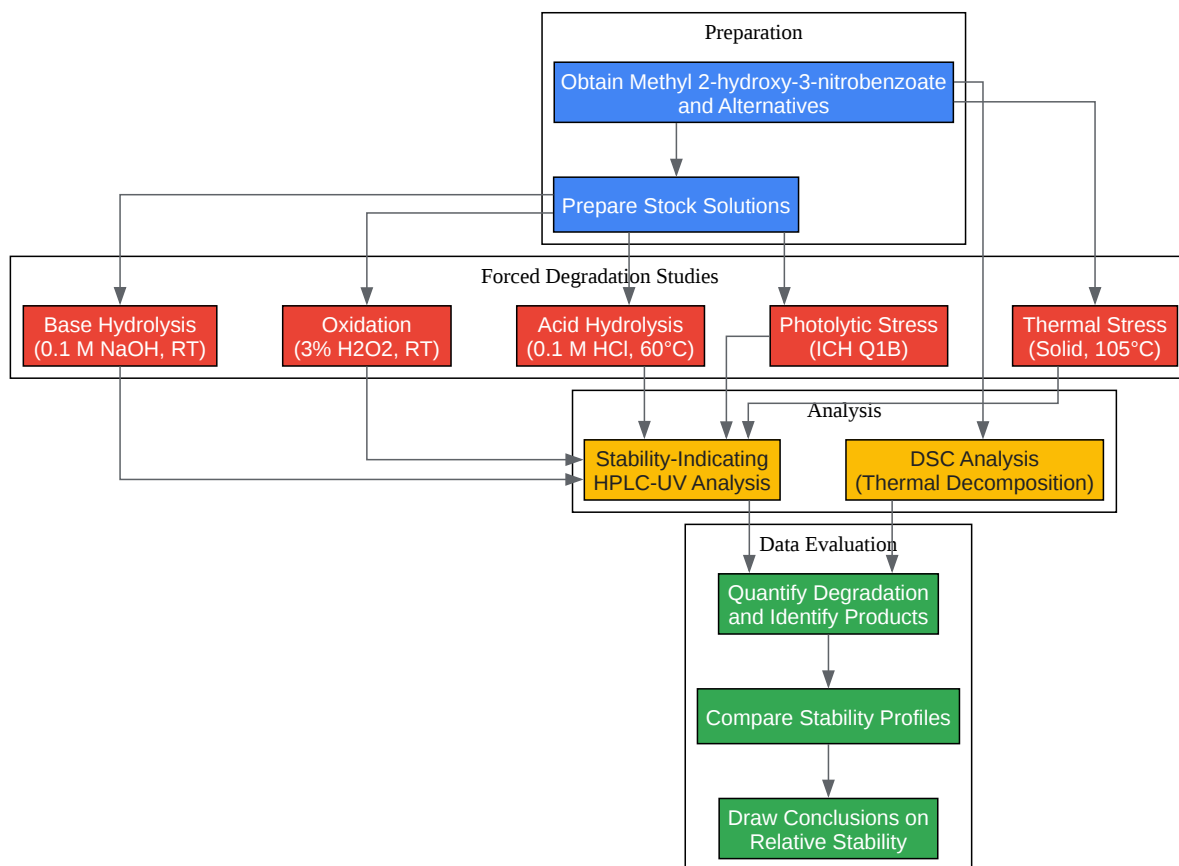 Preparation
Obtain Methyl 2-hydroxy-3-nitrobenzoate
and Alternatives
Prepare Stock Solutions
Forced Degradation Studies
Base Hydrolysis
(0.1 M NaOH, RT)
Oxidation
(3% H2O2, RT)
Acid Hydrolysis
(0.1 M HCl, 60°C)
Photolytic Stress
(ICH Q1B)
Thermal Stress
(Solid, 105°C)
Analysis
Stability-Indicating
HPLC-UV Analysis
DSC Analysis
(Thermal Decomposition)
Data Evaluation
Quantify Degradation
and Identify Products
Compare Stability Profiles
Draw Conclusions on
Relative Stability